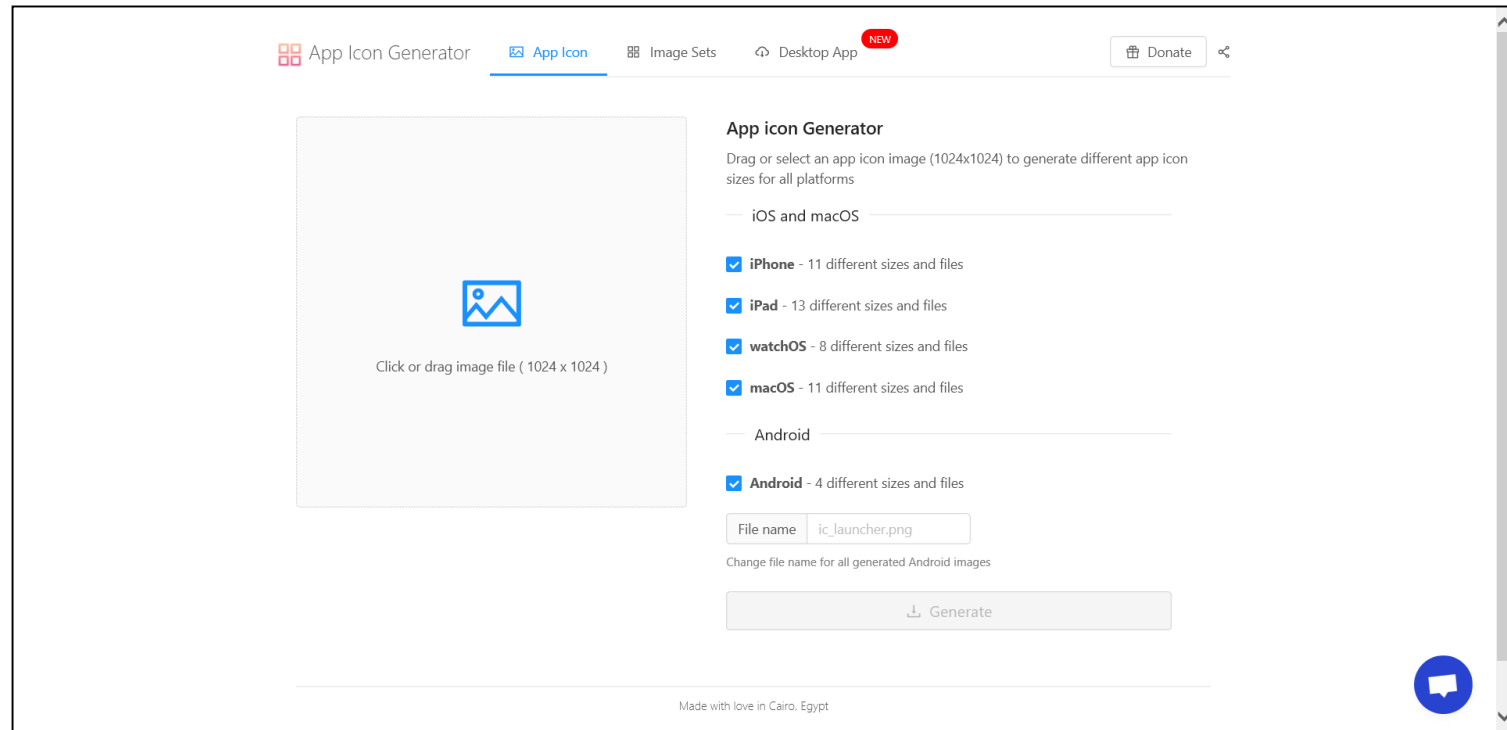 App Icon Generator
App Icon
Image Sets
Desktop App
NEW
Donate
Click or drag image file ( 1024 x 1024 )
App icon Generator
Drag or select an app icon image (1024x1024) to generate different app icon
sizes for all platforms
iOS and macOS
iPhone - 11 different sizes and files
iPad - 13 different sizes and files
watchOS - 8 different sizes and files
macOS - 11 different sizes and files
Android
Android - 4 different sizes and files
File name
ic_launcher.png
Change file name for all generated Android images
Generate
Made with love in Cairo, Egypt